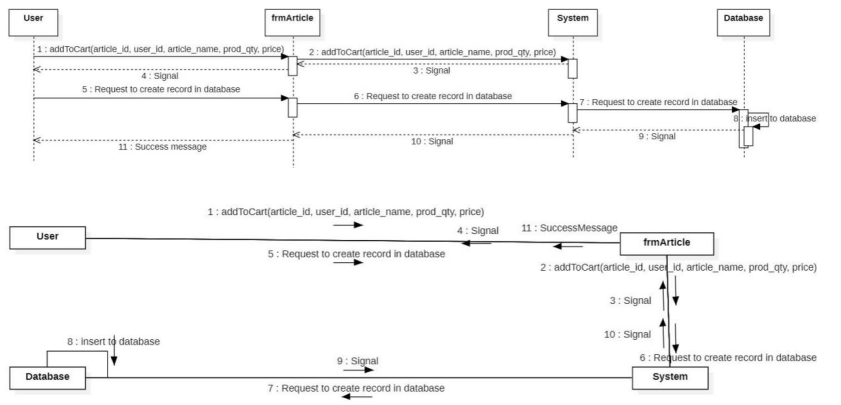 User
frmArticle
System
Database
1 : addToCart(article_id, user_id, article_name, prod_qty, price)
2 : addToCart(article_id, user_id, article_name, prod_qty, price)
3 : Signal
4 : Signal
5 : Request to create record in database
6 : Request to create record in database
7 : Request to create record in database
8 : insert to database
9 : Signal
10 : Signal
11 : Success message
1 : addToCart(article_id, user_id, article_name, prod_qty, price)
User
4 : Signal
11 : SuccessMessage
frmArticle
5 : Request to create record in database
2 : addToCart(article_id, user_id, article_name, prod_qty, price)
3 : Signal
10 : Signal
8 : insert to database
9 : Signal
6 : Request to create record in database
Database
System
7 : Request to create record in database